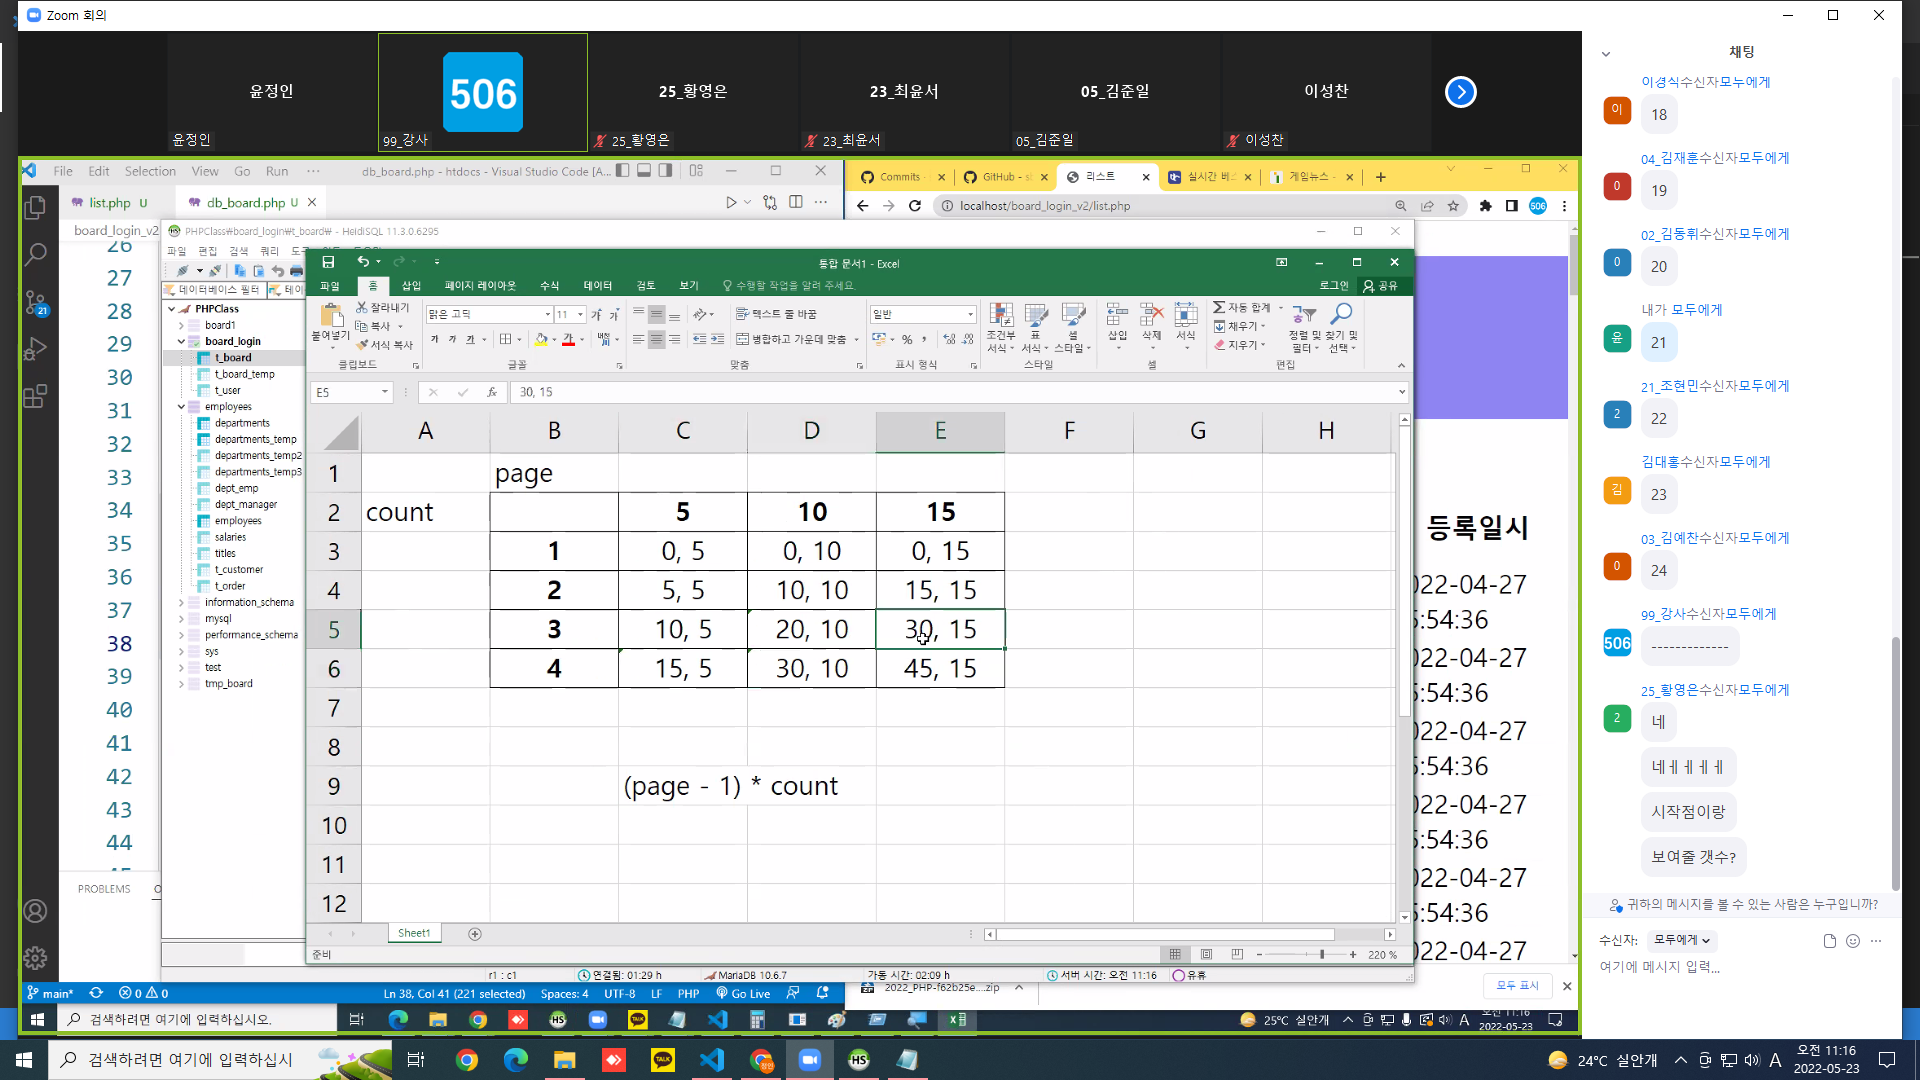 Zoom 회의
윤정인
506
25_황영은
23_최윤서
05_김준일
이성찬
윤정인
99_강사
25_황영은
23_최윤서
05_김준일
이성찬
File Edit Selection View Go Run ···
db_board.php - htdocs - Visual Studio Code [A...
list.php U
db_board.php U
board_login_v2
Commits
GitHub - s
리스트
실시간 버스
게임뉴스 -
localhost/board_login_v2/list.php
506
PHPClass₩board_login₩t_board₩ - HeidiSQL 11.3.0.6295
파일 편집 검색 쿼리
데이터베이스 필터
PHPClass
board1
board_login
t_board
t_board_temp
t_user
employees
departments
departments_temp
departments_temp2
departments_temp3
dept_emp
dept_manager
employees
salaries
titles
t_customer
t_order
information_schema
mysql
performance_schema
sys
test
tmp_board
26
27
28
29
30
31
32
33
34
35
36
37
38
39
40
41
42
43
44
21
PROBLEMS
통합 문서1 - Excel
파일 홈 삽입 페이지 레이아웃 수식 데이터 검토 보기 수행할 작업을 알려 주세요.
로그인 공유
붙여넣기
잘라내기
복사
서식 복사
클립보드
맑은 고딕 11
가 가 가
글꼴
텍스트 줄 바꿈
병합하고 가운데 맞춤
맞춤
일반
표시 형식
조건부 서식
표 서식
셀 스타일
스타일
삽입
삭제
서식
셀
자동 합계
채우기
지우기
정렬 및 필터
찾기 및 선택
편집
E5
fx
30, 15
A B C D E F G H
1 page
2 count 5 10 15
3 1 0, 5 0, 10 0, 15
4 2 5, 5 10, 10 15, 15
5 3 10, 5 20, 10 30, 15
6 4 15, 5 30, 10 45, 15
7
8
9 (page - 1) * count
10
11
12
Sheet1
준비
220 %
등록일시
022-04-27
5:54:36
022-04-27
5:54:36
022-04-27
5:54:36
022-04-27
5:54:36
022-04-27
5:54:36
022-04-27
r1 : c1
연결됨: 01:29 h
MariaDB 10.6.7
가동 시간: 02:09 h
서버 시간: 오전 11:16
유휴
2022_PHP-f62b25e....zip
모두 표시
main*
0 0
Ln 38, Col 41 (221 selected)
Spaces: 4
UTF-8
LF
PHP
Go Live
검색하려면 여기에 입력하십시오.
25°C 실안개
A
오전 11:16
2022-05-23
채팅
이경식수신자모두에게
이
18
04_김재훈수신자모두에게
0
19
02_김동휘수신자모두에게
0
20
내가 모두에게
윤
21
21_조현민수신자모두에게
2
22
김대홍수신자모두에게
김
23
03_김예찬수신자모두에게
0
24
99_강사수신자모두에게
506
-------------
25_황영은수신자모두에게
2
네
네ㅔㅔㅔㅔ
시작점이랑
보여줄 갯수?
귀하의 메시지를 볼 수 있는 사람은 누구입니까?
수신자: 모두에게
여기에 메시지 입력...
검색하려면 여기에 입력하십시
24°C 실안개
A
오전 11:16
2022-05-23